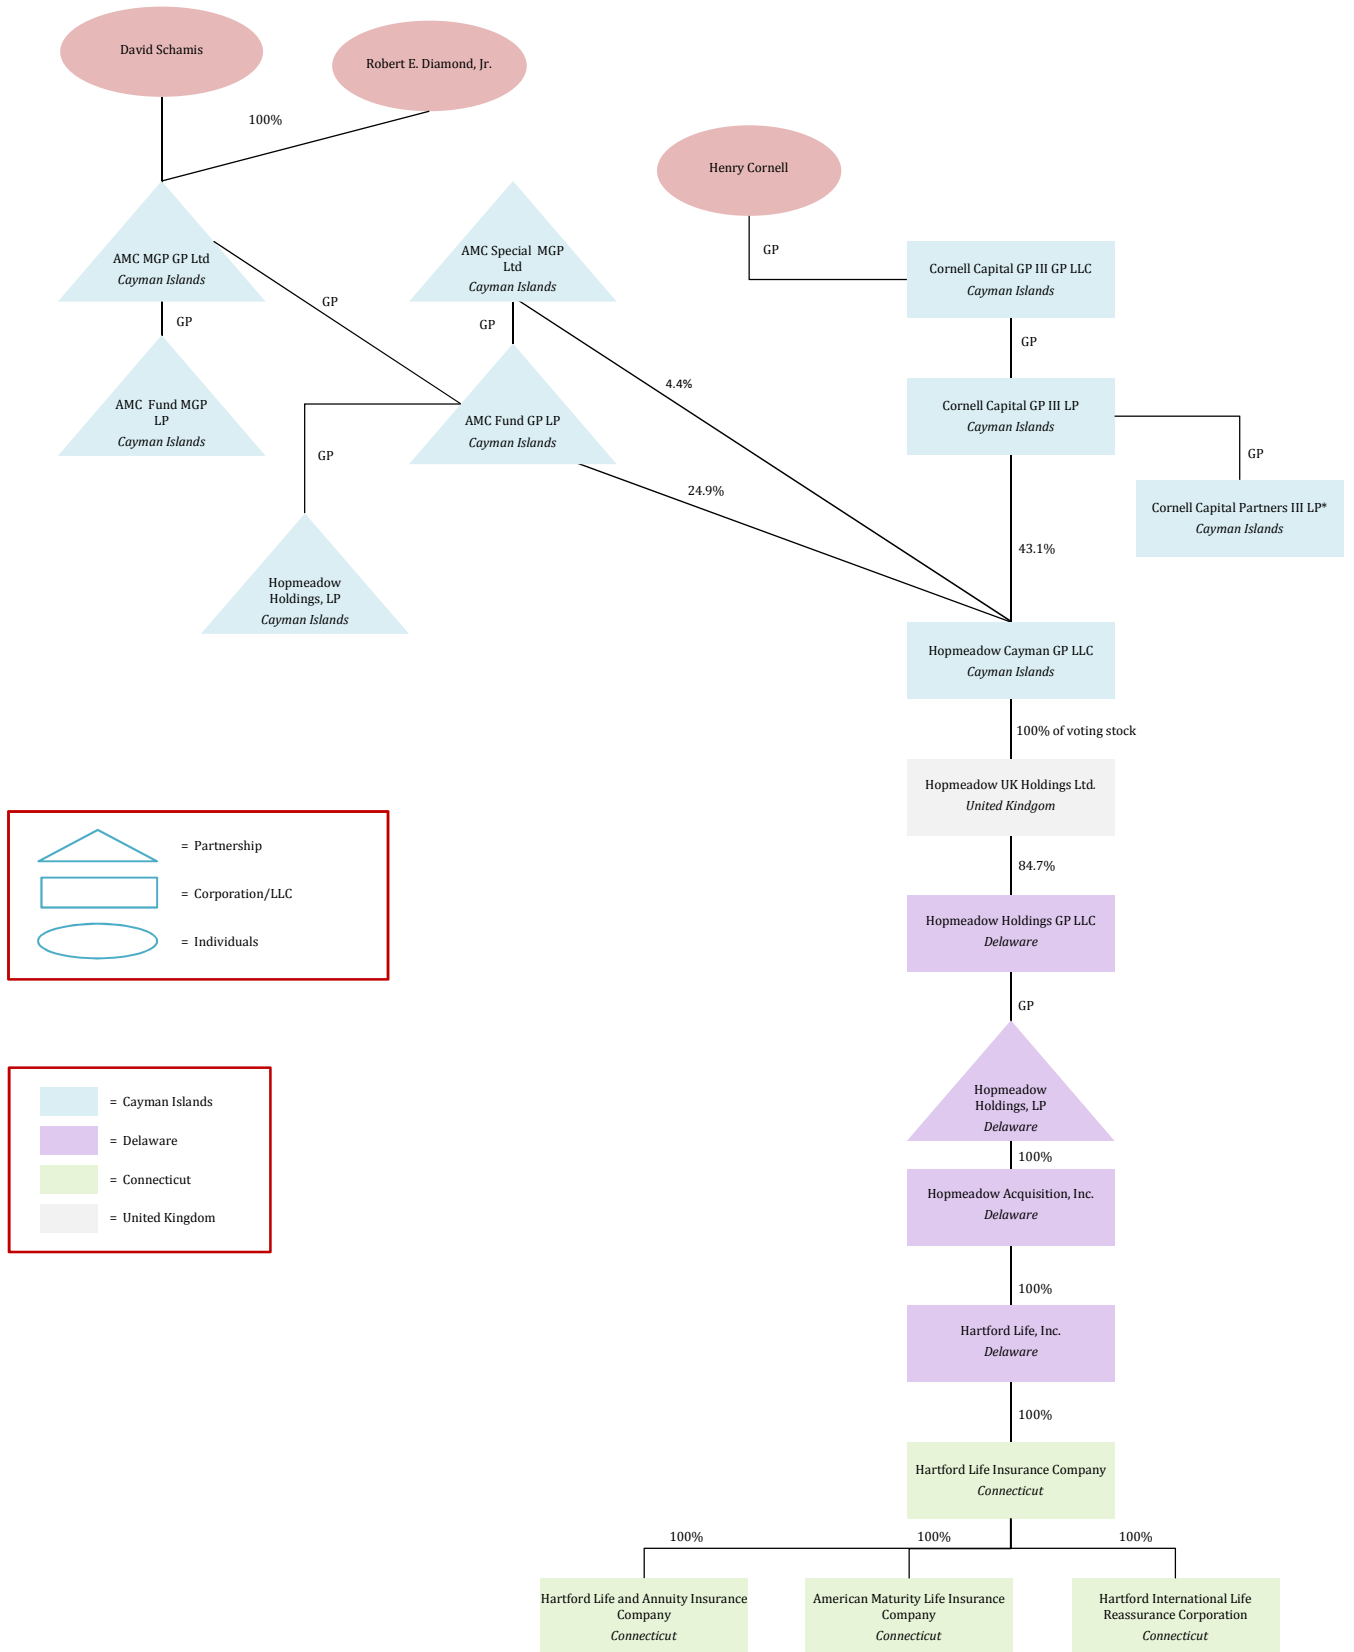 David Schamis
Robert E. Diamond, Jr.
100%
Henry Cornell
GP
AMC MGP GP Ltd
Cayman Islands
AMC Special  MGP
Ltd
Cayman Islands
Cornell Capital GP III GP LLC
Cayman Islands
GP
GP
GP
GP
AMC  Fund MGP
LP
Cayman Islands
AMC Fund GP LP
Cayman Islands
4.4%
Cornell Capital GP III LP
Cayman Islands
GP
GP
24.9%
Cornell Capital Partners III LP*
Cayman Islands
43.1%
Hopmeadow
Holdings, LP
Cayman Islands
Hopmeadow Cayman GP LLC
Cayman Islands
100% of voting stock
Hopmeadow UK Holdings Ltd.
United Kindgom
84.7%
= Partnership
= Corporation/LLC
= Individuals
Hopmeadow Holdings GP LLC
Delaware
GP
Hopmeadow
Holdings, LP
Delaware
= Cayman Islands
= Delaware
= Connecticut
= United Kingdom
100%
Hopmeadow Acquisition, Inc.
Delaware
100%
Hartford Life, Inc.
Delaware
100%
Hartford Life Insurance Company
Connecticut
100%
100%
100%
Hartford Life and Annuity Insurance
Company
Connecticut
American Maturity Life Insurance
Company
Connecticut
Hartford International Life
Reassurance Corporation
Connecticut